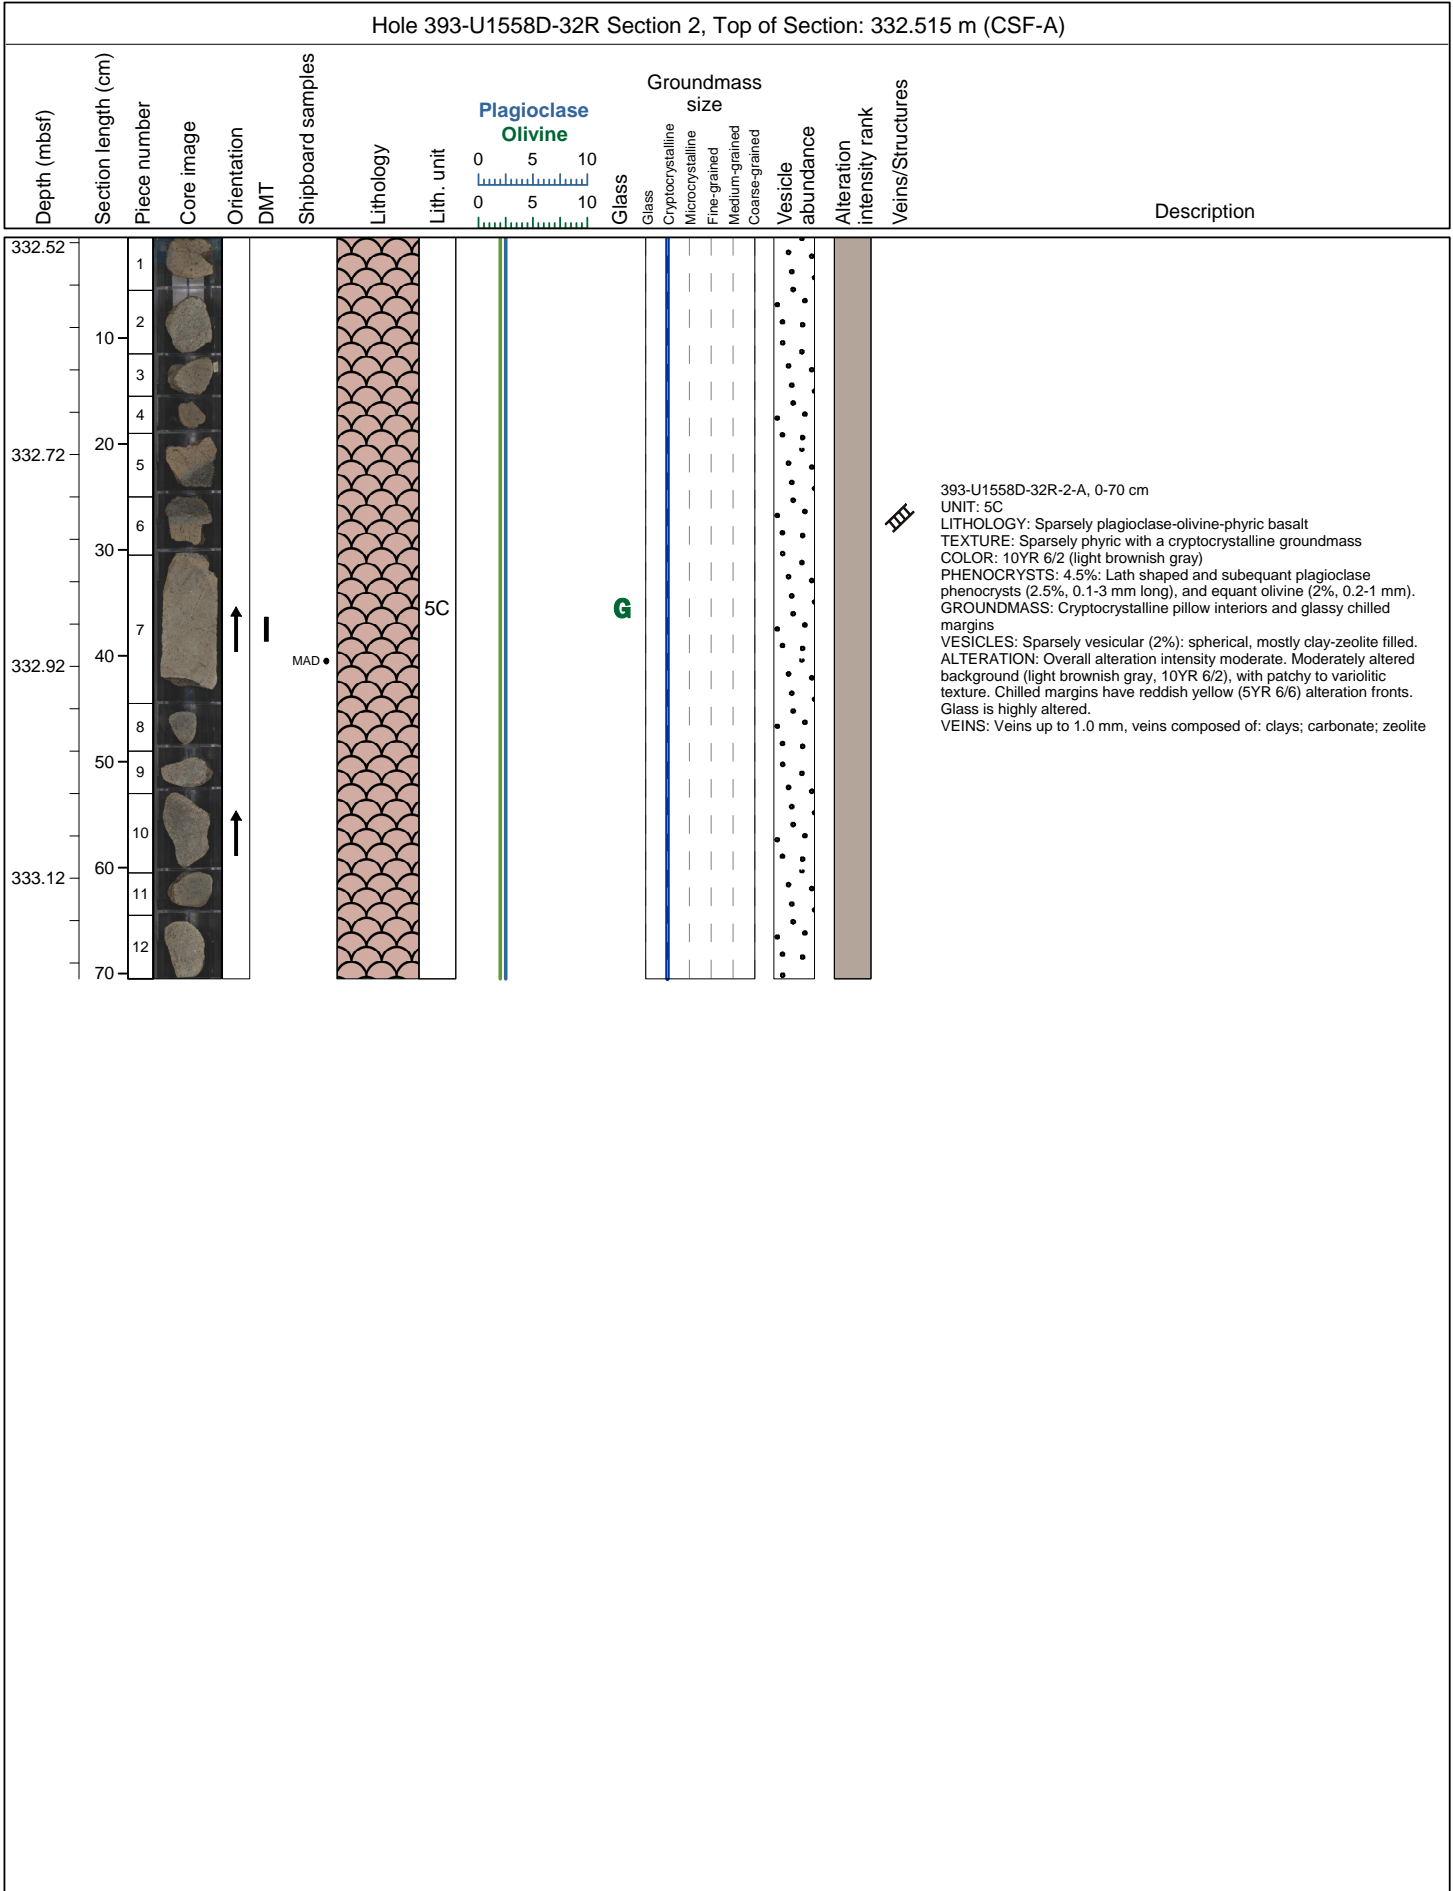 Hole 393-U1558D-32R Section 2, Top of Section: 332.515 m (CSF-A)
Depth (mbsf)
Section length (cm)
Piece number
Core image
Orientation
DMT
Shipboard samples
Lithology
Lith. unit
Plagioclase
Olivine
0 5 10
0 5 10
Glass
Groundmass
size
Glass
Cryptocrystalline
Microcrystalline
Fine-grained
Medium-grained
Coarse-grained
Vesicle
abundance
Alteration
intensity rank
Veins/Structures
Description
332.52
332.72
332.92
333.12
10
20
30
40
50
60
70
1
2
3
4
5
6
7
8
9
10
11
12
MAD
5C
G
393-U1558D-32R-2-A, 0-70 cm
UNIT: 5C
LITHOLOGY: Sparsely plagioclase-olivine-phyric basalt
TEXTURE: Sparsely phyric with a cryptocrystalline groundmass
COLOR: 10YR 6/2 (light brownish gray)
PHENOCRYSTS: 4.5%: Lath shaped and subequant plagioclase
phenocrysts (2.5%, 0.1-3 mm long), and equant olivine (2%, 0.2-1 mm).
GROUNDMASS: Cryptocrystalline pillow interiors and glassy chilled
margins
VESICLES: Sparsely vesicular (2%): spherical, mostly clay-zeolite filled.
ALTERATION: Overall alteration intensity moderate. Moderately altered
background (light brownish gray, 10YR 6/2), with patchy to variolitic
texture. Chilled margins have reddish yellow (5YR 6/6) alteration fronts.
Glass is highly altered.
VEINS: Veins up to 1.0 mm, veins composed of: clays; carbonate; zeolite